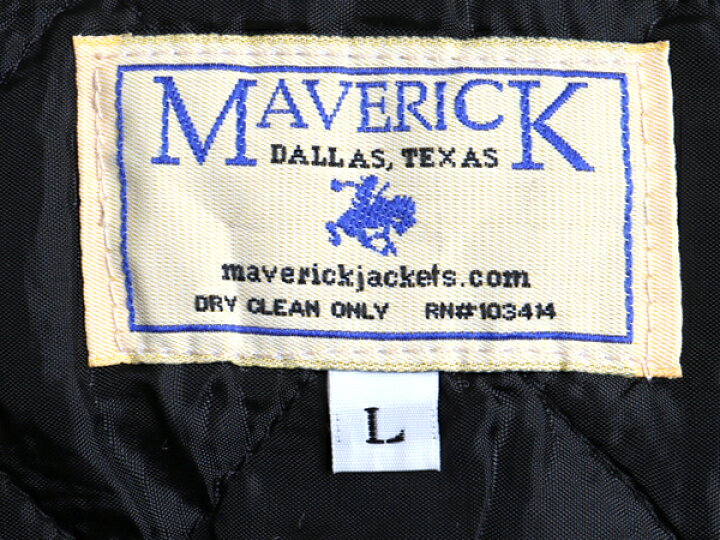 MAVERICK
DALLAS, TEXAS
maverickjackets.com
DRY CLEAN ONLY RN#103414
L